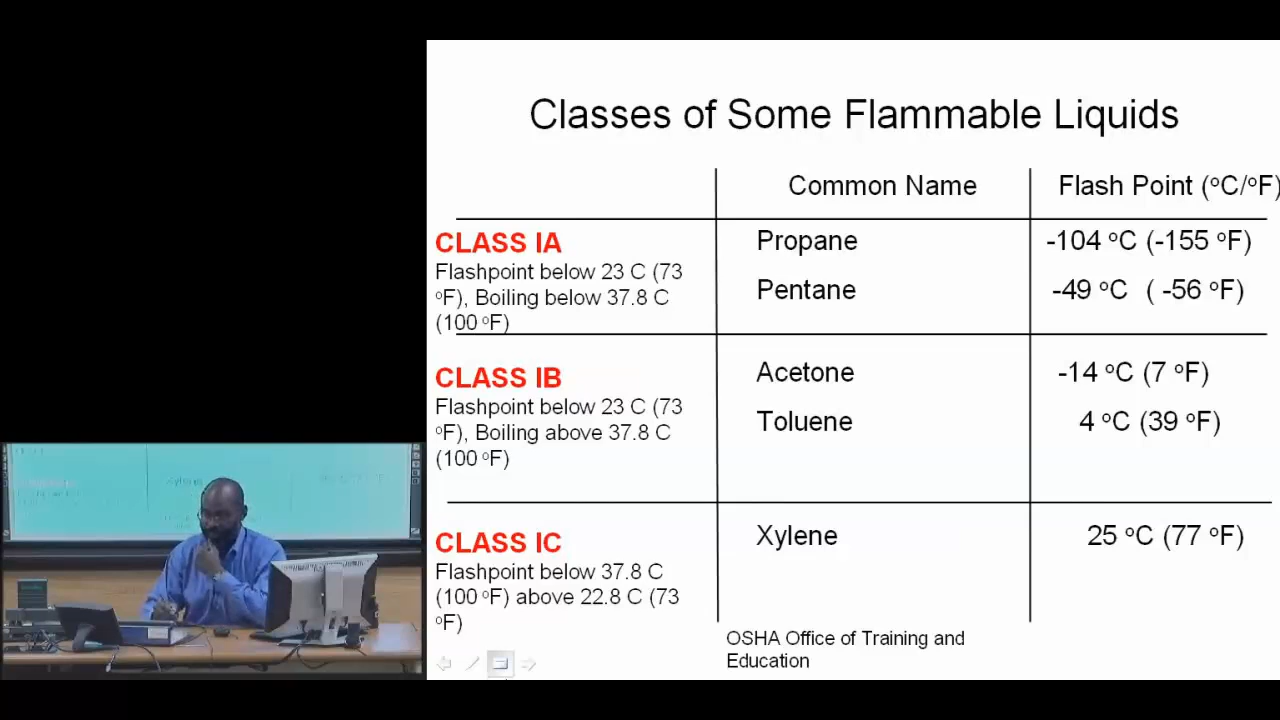 Classes of Some Flammable Liquids
Common Name
Flash Point (°C/°F)
CLASS IA
Flashpoint below 23 C (73
°F), Boiling below 37.8 C
(100 °F)
Propane
-104 °C (-155 °F)
Pentane
-49 °C ( -56 °F)
CLASS IB
Flashpoint below 23 C (73
°F), Boiling above 37.8 C
(100 °F)
Acetone
-14 °C (7 °F)
Toluene
4 °C (39 °F)
CLASS IC
Flashpoint below 37.8 C
(100 °F) above 22.8 C (73
°F)
Xylene
25 °C (77 °F)
OSHA Office of Training and
Education
Xylene